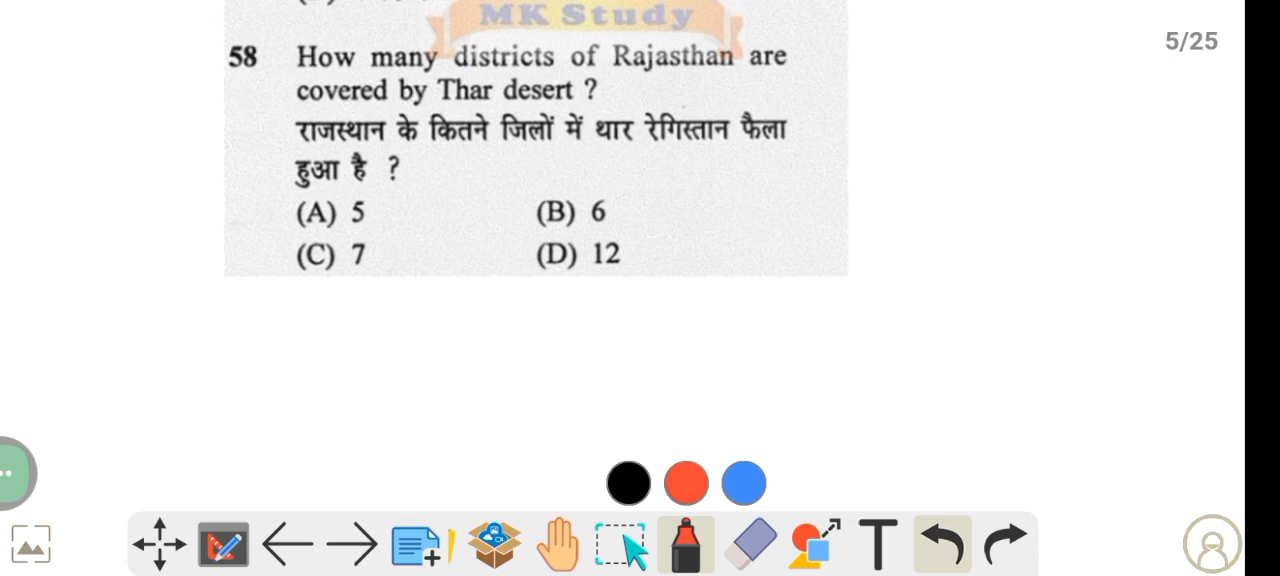 MK Study
5/25
58 How many districts of Rajasthan are
covered by Thar desert ?
राजस्थान के कितने जिलों में थार रेगिस्तान फैला
हुआ है ?
(A) 5 (B) 6
(C) 7 (D) 12
T